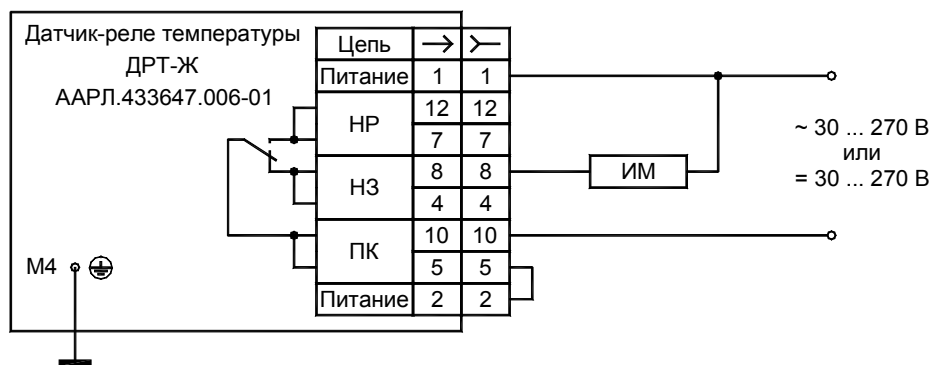 Датчик-реле температуры
ДРТ-Ж
ААРЛ.433647.006-01
Цепь
Питание 1 1
НР 12 12
7 7
НЗ 8 8
4 4
ПК 10 10
5 5
Питание 2 2
ИМ
~ 30 ... 270 В
или
= 30 ... 270 В
М4